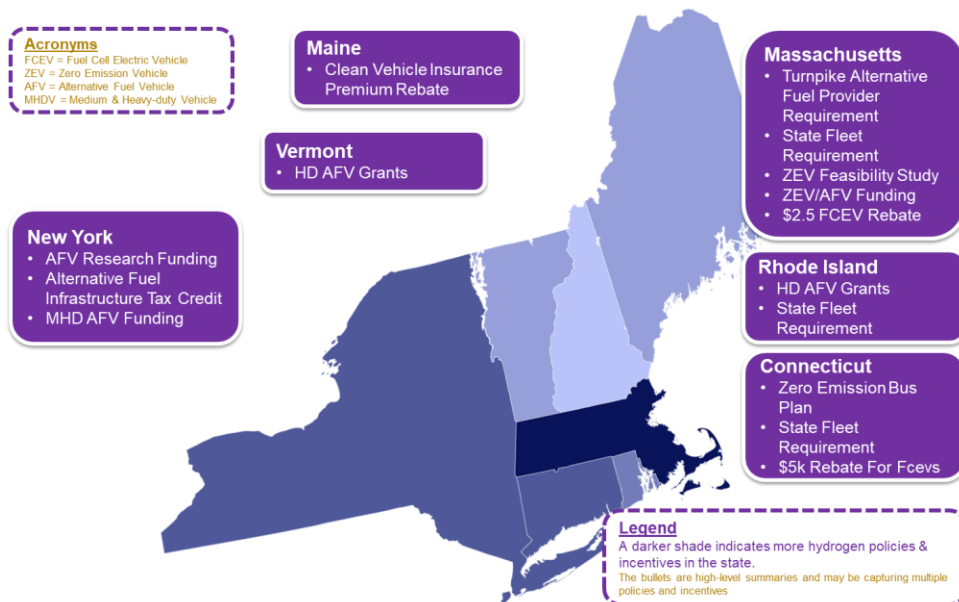 Acronyms
FCEV = Fuel Cell Electric Vehicle
ZEV = Zero Emission Vehicle
AFV = Alternative Fuel Vehicle
MHDV = Medium & Heavy-duty Vehicle
Maine
• Clean Vehicle Insurance
Premium Rebate
Vermont
• HD AFV Grants
New York
• AFV Research Funding
• Alternative Fuel
Infrastructure Tax Credit
• MHD AFV Funding
Massachusetts
• Turnpike Alternative
Fuel Provider
Requirement
• State Fleet
Requirement
• ZEV Feasibility Study
• ZEV/AFV Funding
• $2.5 FCEV Rebate
Rhode Island
• HD AFV Grants
• State Fleet
Requirement
Connecticut
• Zero Emission Bus
Plan
• State Fleet
Requirement
• $5k Rebate For Fcevs
Legend
A darker shade indicates more hydrogen policies &
incentives in the state.
The bullets are high-level summaries and may be capturing multiple
policies and incentives